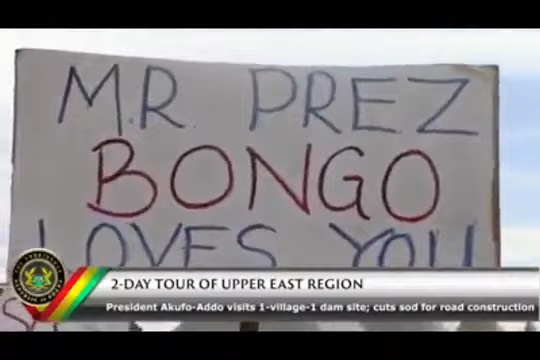 M.R. PREZ
BONGO
LOVES YOU
2-DAY TOUR OF UPPER EAST REGION
President Akufo-Addo visits 1-village-1 dam site; cuts sod for road construction